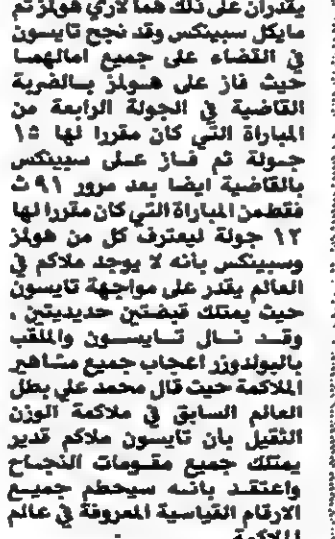 يقدران على ذلك هما لاري هولمز ثم
مايكل سبينكس وقد نجح تايسون
في القضاء على جميع امالهما
حيث فاز على هولمز بالضربة
القاضية في الجولة الرابعة من
المباراة التي كان مقررا لها ١٥
جولة ثم فاز على سبينكس
بالقاضية ايضا بعد مرور ٩١ ث
فقط من المباراة التي كان مقررا لها
١٢ جولة ليعترف كل من هولمز
وسبينكس بانه لا يوجد ملاكم في
العالم يقدر على مواجهة تايسون
حيث يمتلك قبضتين حديديتين .
وقد نال تايسون والملقب
بالبولدوزر اعجاب جميع مشاهير
الملاكمة حيث قال محمد علي بطل
العالم السابق في ملاكمة الوزن
الثقيل بان تايسون ملاكم قدير
يمتلك جميع مقومات النجاح
واعتقد بانه سيحطم جميع
الارقام القياسية المعروفة في عالم
الملاكمة